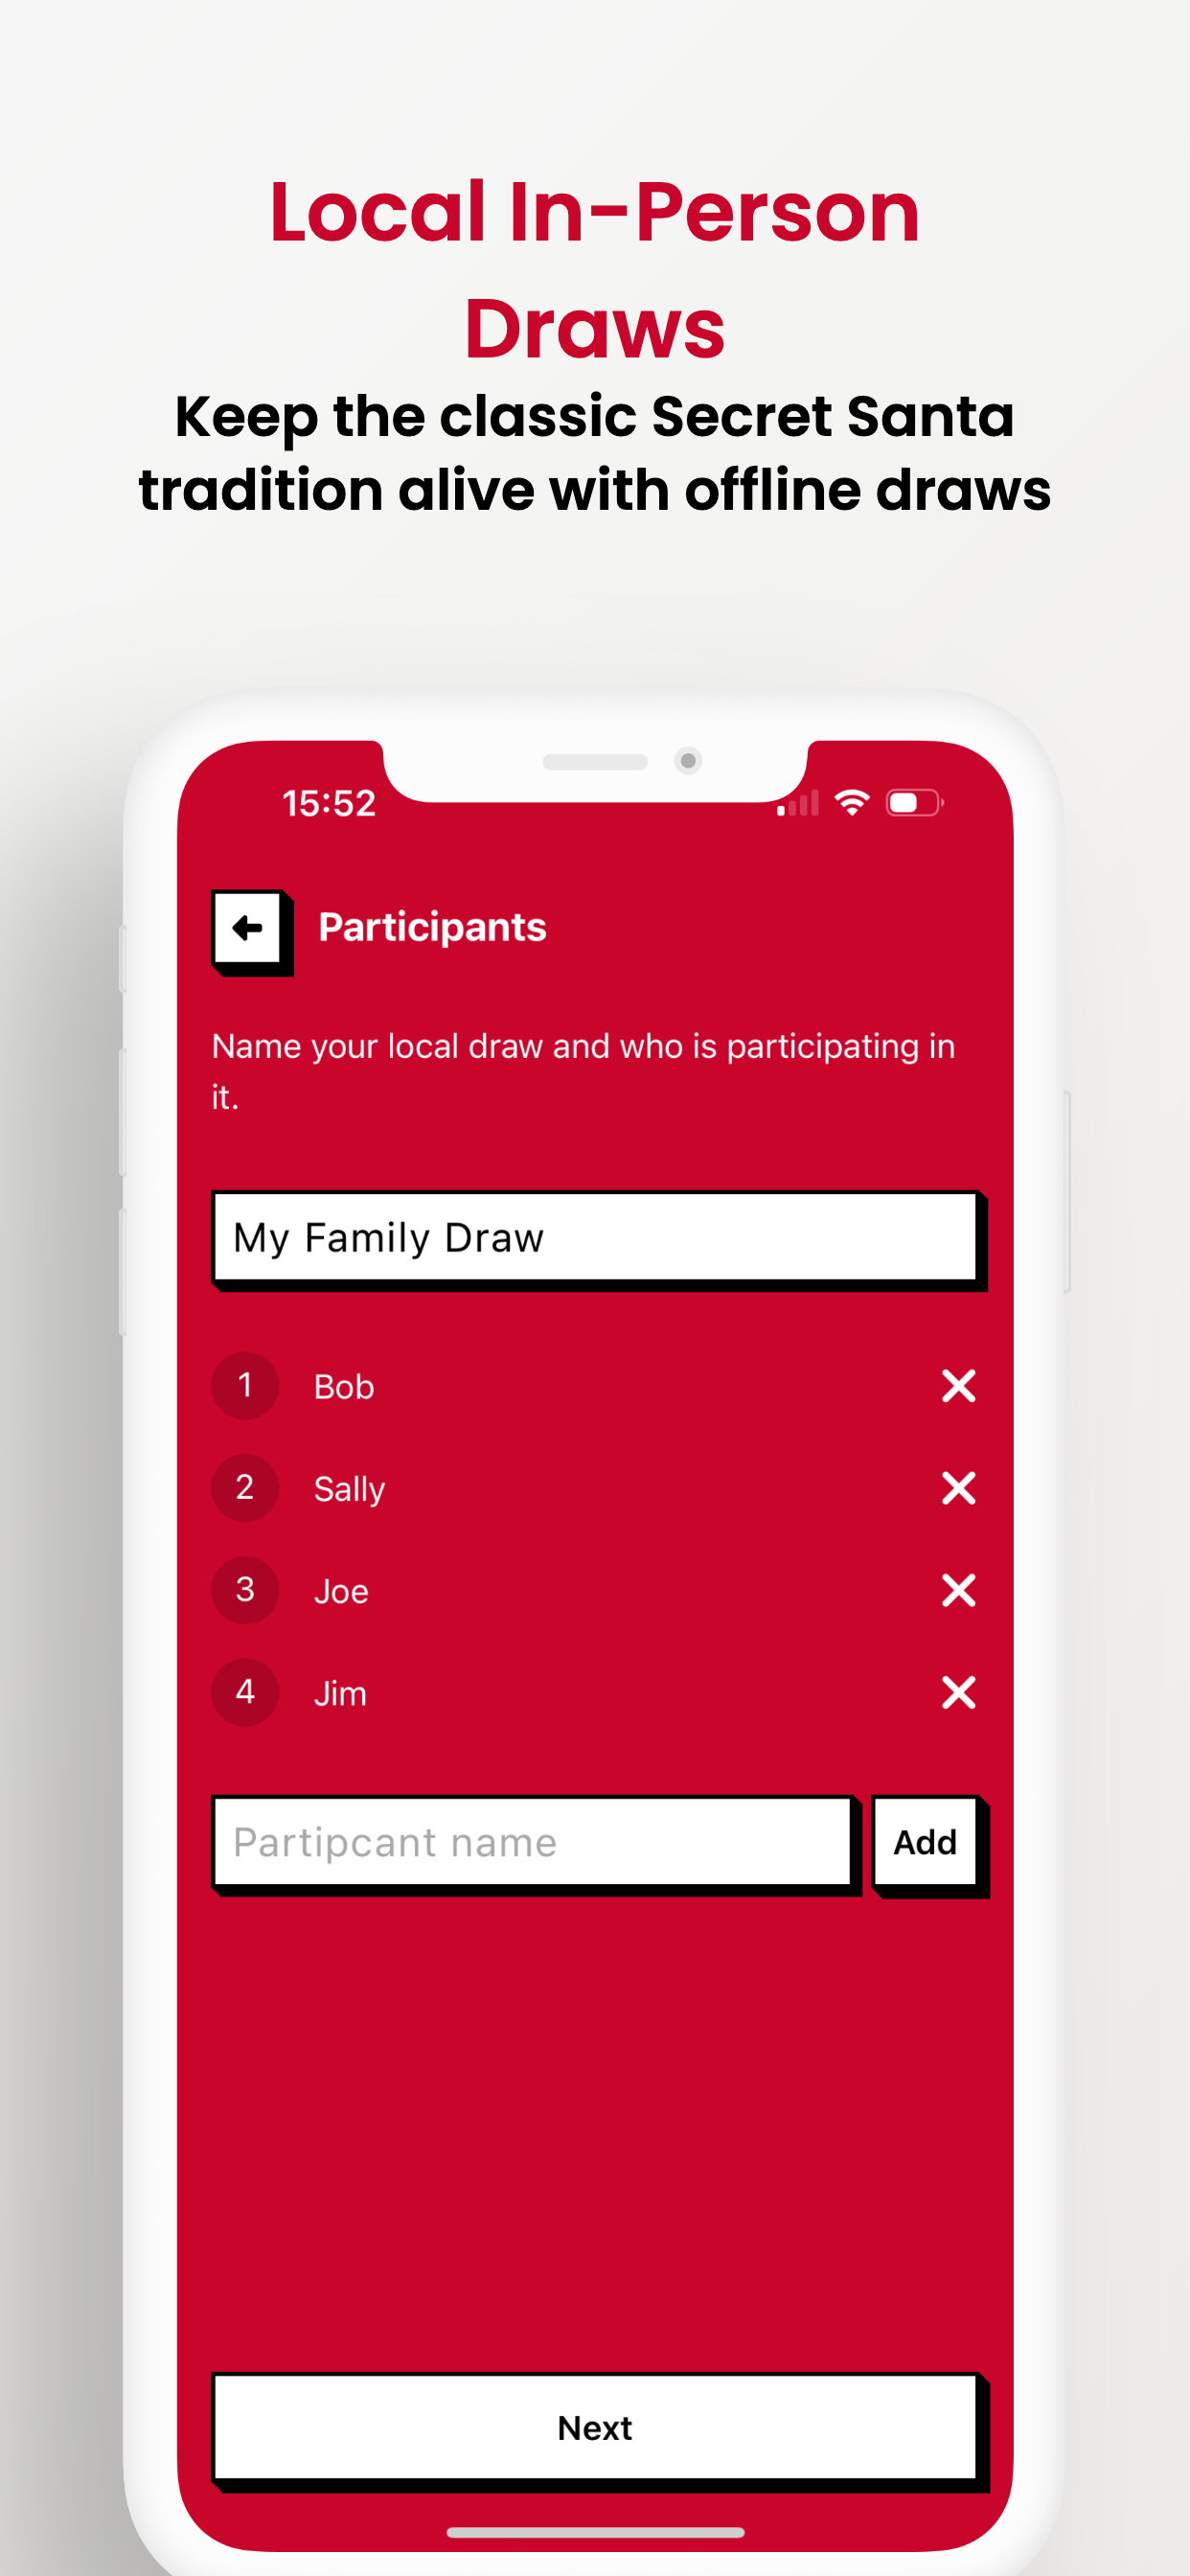 Local In-Person
Draws
Keep the classic Secret Santa
tradition alive with offline draws
15:52
Participants
Name your local draw and who is participating in
it.
My Family Draw
1 Bob
2 Sally
3 Joe
4 Jim
Partipcant name
Add
Next